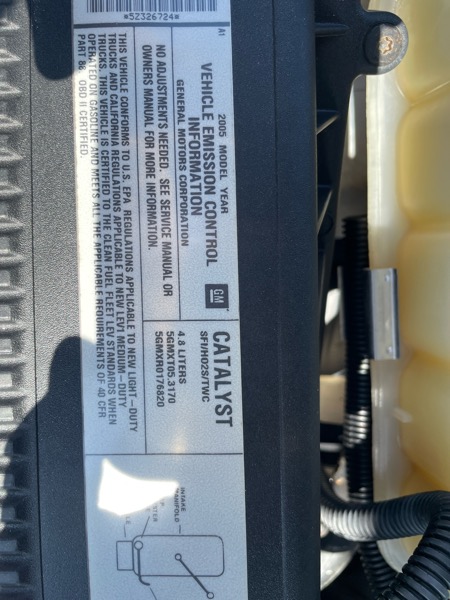 *5Z326724*
A1
2005 MODEL YEAR
VEHICLE EMISSION CONTROL
INFORMATION
GENERAL MOTORS CORPORATION
GM
NO ADJUSTMENTS NEEDED. SEE SERVICE MANUAL OR
OWNERS MANUAL FOR MORE INFORMATION.
THIS VEHICLE CONFORMS TO U.S. EPA REGULATIONS APPLICABLE TO NEW LIGHT-DUTY
TRUCKS AND CALIFORNIA REGULATIONS APPLICABLE TO NEW LEV1 MEDIUM-DUTY
TRUCKS. THIS VEHICLE IS CERTIFIED TO THE CLEAN FUEL FLEET LEV STANDARDS WHEN
OPERATED ON GASOLINE AND MEETS ALL THE APPLICABLE REQUIREMENTS OF 40 CFR
PART 88. OBD II CERTIFIED.
CATALYST
SFI/HO2S/TWC
4.8 LITERS
5GMXT05.3170
5GMXR0176820
INTAKE
MANIFOLD